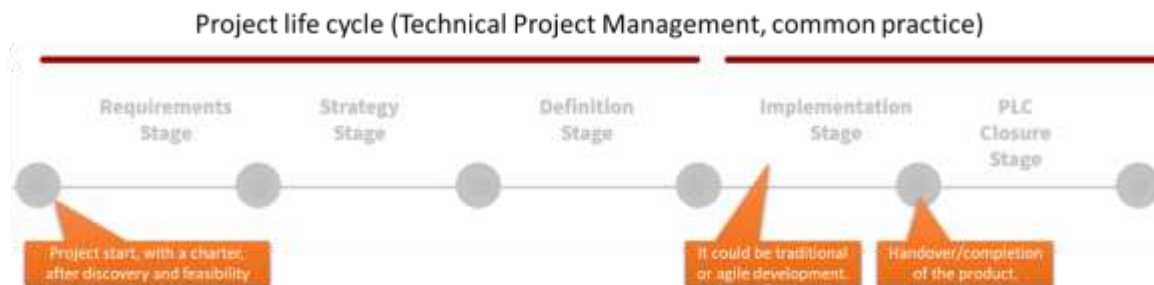 Project life cycle (Technical Project Management, common practice)
Requirements
Stage
Strategy
Stage
Definition
Stage
Implementation
Stage
PLC
Closure
Stage
Project start, with a charter,
after discovery and feasibility
It could be traditional
or agile development.
Handover/completion
of the product.